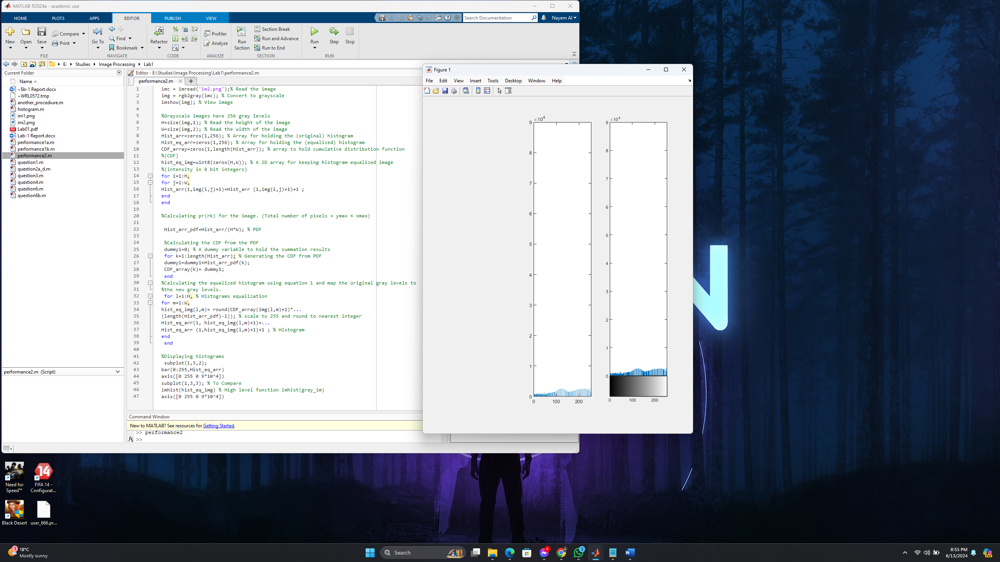 MATLAB R2024a - academic use
HOME PLOTS APPS EDITOR PUBLISH VIEW
Search Documentation
Nayem Al
New Open Save Compare Print
Go To Find Bookmark
Refactor
Profiler
Analyze
Run Section
Section Break
Run and Advance
Run to End
Run Step Stop
FILE NAVIGATE CODE ANALYZE SECTION RUN
E: Studies Image Processing Lab1
Current Folder
Name
~$b-1 Report.docx
~WRL0572.tmp
another_procediure.m
histogram.m
im1.png
im2.png
Lab01.pdf
Lab-1 Report.docx
performance1a.m
performance1b.m
performance2.m
question1.m
question2a_d.m
question3.m
question4.m
question6.m
question6b.m
performance2.m (Script)
Editor - E:\Studies\Image Processing\Lab1\performance2.m
performance2.m
1 imc = imread('im2.png');% Read the image
2 img = rgb2gray(imc); % Convert to grayscale
3 imshow(img); % View image
4
5 %Grayscale images have 256 gray levels
6 H=size(img,1); % Read the height of the image
7 W=size(img,2); % Read the width of the image
8 Hist_arr=zeros(1,256); % Array for holding the (original) histogram
9 Hist_eq_arr=zeros(1,256); % Array for holding the (equalized) histogram
10 CDF_array=zeros(1,length(Hist_arr)); % array to hold cumulative distribution function
11 %(CDF)
12 hist_eq_img=uint8(zeros(H,W)); % A 2D array for keeping histogram equalized image
13 %(intensity in 8 bit integers)
14 for i=1:H,
15 for j=1:W,
16 Hist_arr(1,img(i,j)+1)=Hist_arr (1,img(i,j)+1)+1 ;
17 end
18 end
19
20 %Calculating pr(rk) for the image. (Total number of pixels = ymax × xmax)
21
22 Hist_arr_pdf=Hist_arr/(H*W); % PDF
23
24 %Calculating the CDF from the PDF
25 dummy1=0; % A dummy variable to hold the summation results
26 for k=1:length(Hist_arr); % Generating the CDF from PDF
27 dummy1=dummy1+Hist_arr_pdf(k);
28 CDF_array(k)= dummy1;
29 end
30 %Calculating the equalized histogram using equation 1 and map the original gray levels to
31 %the new gray levels.
32 for l=1:H, % Histograms equalization
33 for m=1:W,
34 hist_eq_img(l,m)= round(CDF_array(img(l,m)+1)*...
35 (length(Hist_arr_pdf)-1)); % scale to 255 and round to nearest integer
36 Hist_eq_arr(1, hist_eq_img(l,m)+1)=...
37 Hist_eq_arr (1,hist_eq_img(l,m)+1)+1 ; % Histogram
38 end
39 end
40
41 %Displaying histograms
42 subplot(1,3,2);
43 bar(0:255,Hist_eq_arr)
44 axis([0 255 0 9*10^4])
45 subplot(1,3,3); % To Compare
46 imhist(hist_eq_img) % High level function imhist(gray_im)
47 axis([0 255 0 9*10^4])
Command Window
New to MATLAB? See resources for Getting Started.
>> performance2
fx >>
Figure 1
File Edit View Insert Tools Desktop Window Help
×10^4
9
8
7
6
5
4
3
2
1
0
0 100 200
×10^4
9
8
7
6
5
4
3
2
1
0
0 100 200
N
Need for Speed™
14
FIFA 14 - Configurat...
Black Desert
user_666.pr...
1
18°C
Mostly sunny
Search
6
3
8:55 PM
6/13/2024
PRE